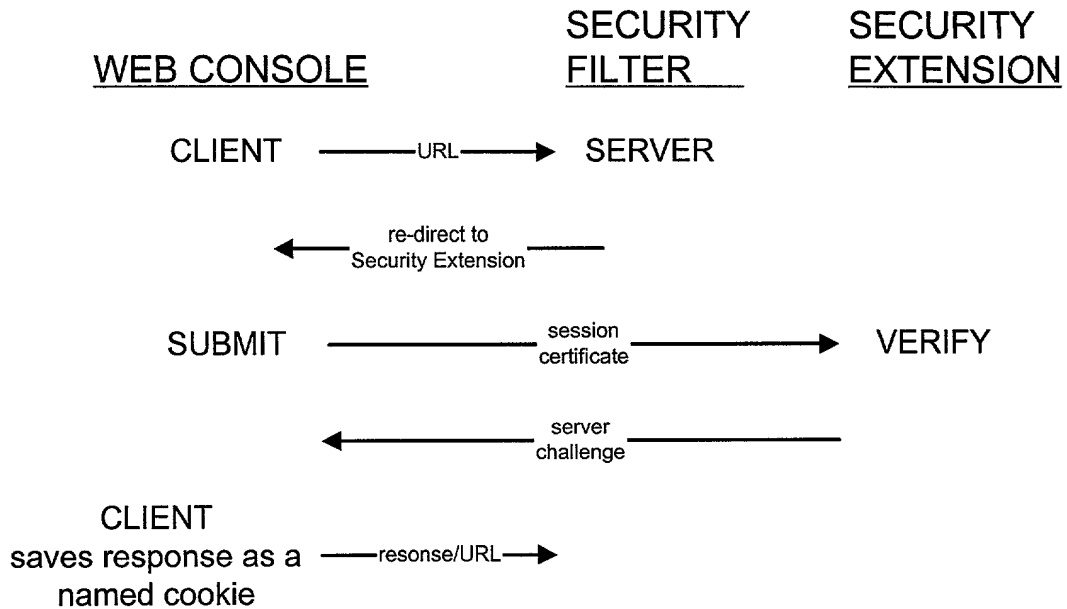 WEB CONSOLE
SECURITY
FILTER
SECURITY
EXTENSION
CLIENT
URL
SERVER
re-direct to
Security Extension
SUBMIT
session
certificate
VERIFY
server
challenge
CLIENT
saves response as a
named cookie
resonse/URL